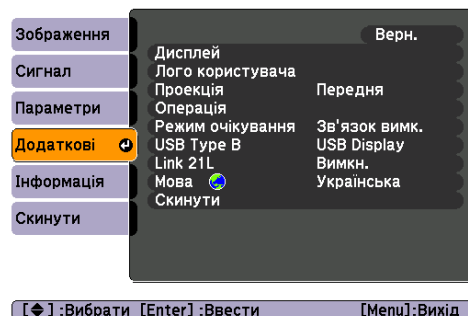 Зображення
Сигнал
Параметри
Додаткові
Інформація
Скинути
Верн.
Дисплей
Лого користувача
Проекція Передня
Операція
Режим очікування Зв'язок вимк.
USB Type B USB Display
Link 21L Вимкн.
Мова Українська
Скинути
[ ] :Вибрати [Enter] :Ввести [Menu]:Вихід